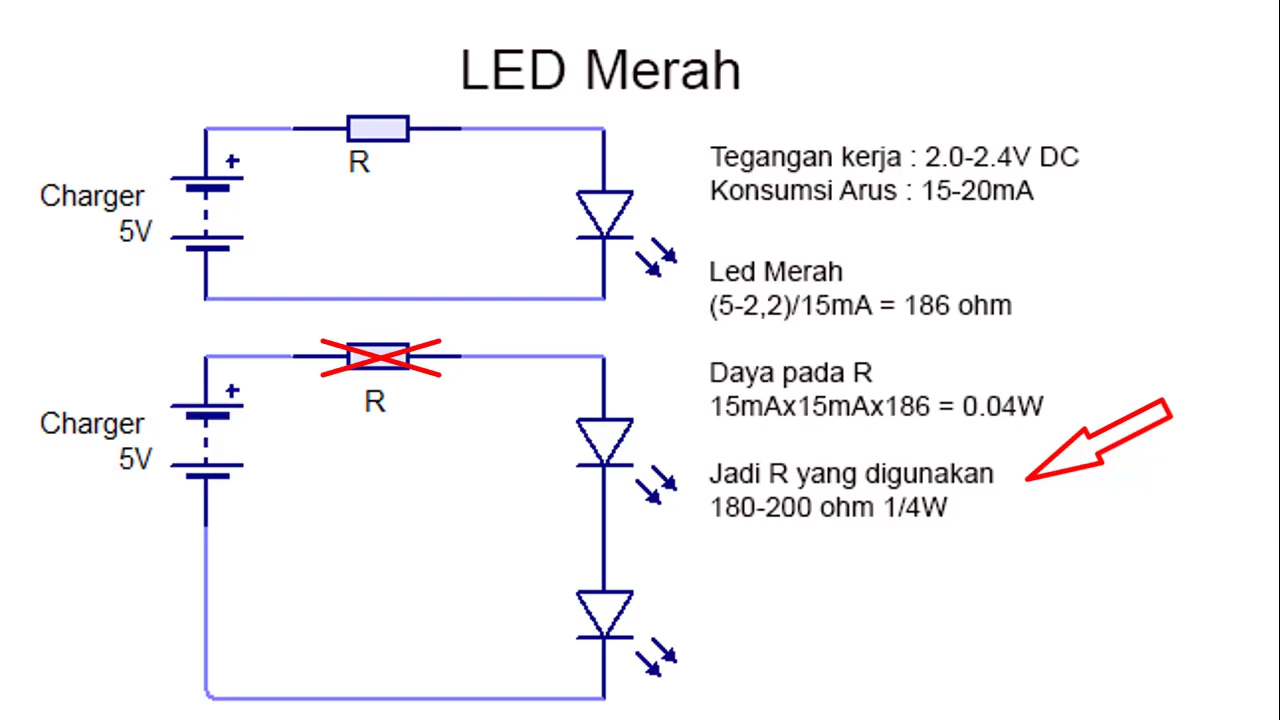 LED Merah
+
R
Charger
5V
Tegangan kerja : 2.0-2.4V DC
Konsumsi Arus : 15-20mA
Led Merah
(5-2,2)/15mA = 186 ohm
+
R
Charger
5V
Daya pada R
15mAx15mAx186 = 0.04W
Jadi R yang digunakan
180-200 ohm 1/4W